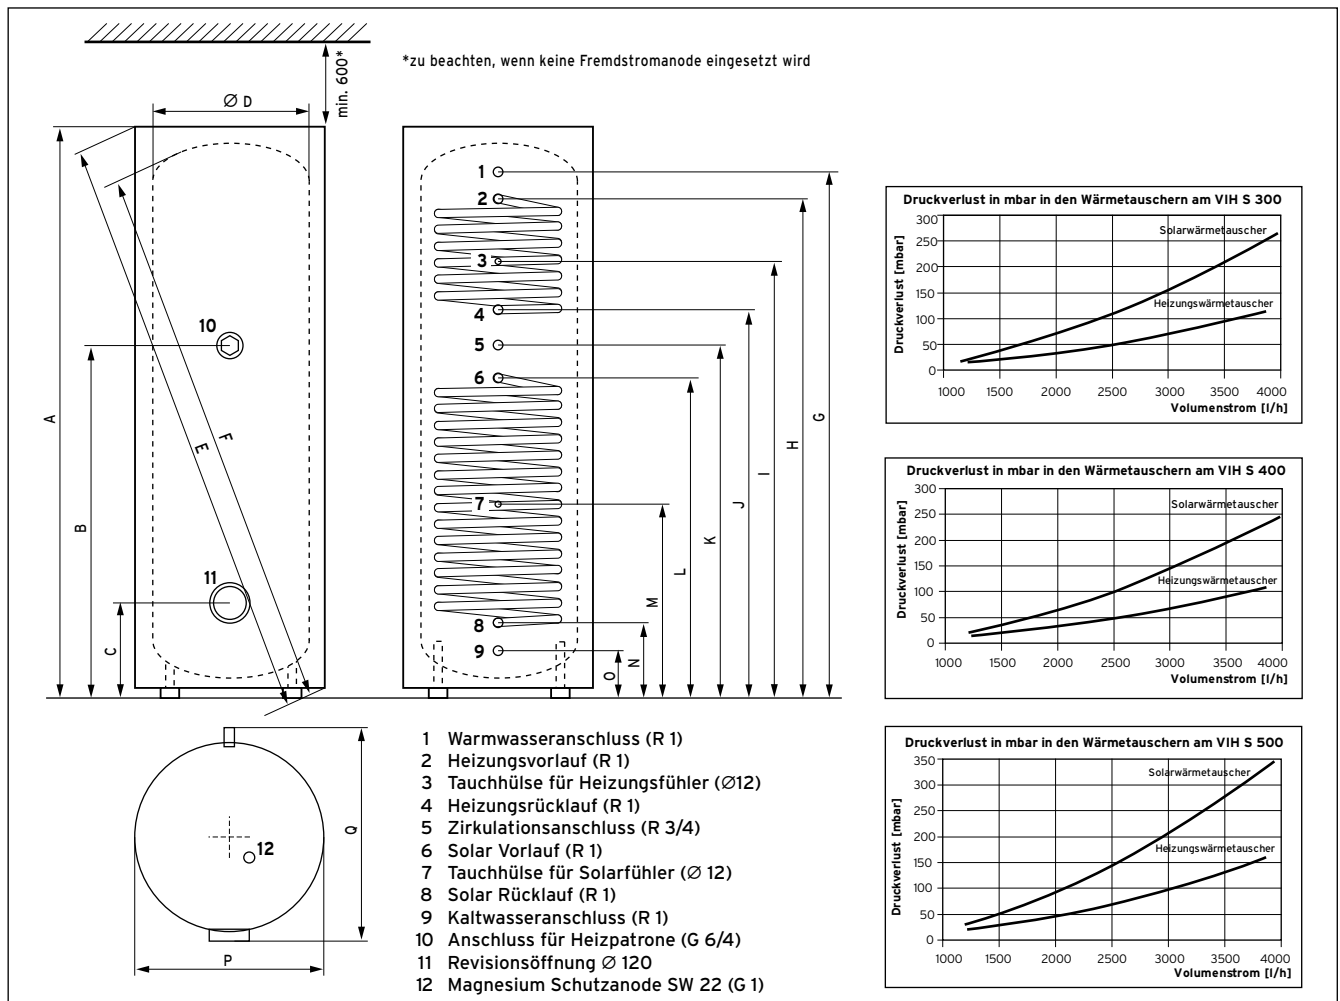 *zu beachten, wenn keine Fremdstromanode eingesetzt wird
min. 600*
Ø D
A
B
C
E
F
10
11
1
2
3
4
5
6
7
8
9
G
H
I
J
K
L
M
N
O
12
P
Q
1 Warmwasseranschluss (R 1)
2 Heizungsvorlauf (R 1)
3 Tauchhülse für Heizungsfühler (Ø12)
4 Heizungsrücklauf (R 1)
5 Zirkulationsanschluss (R 3/4)
6 Solar Vorlauf (R 1)
7 Tauchhülse für Solarfühler (Ø 12)
8 Solar Rücklauf (R 1)
9 Kaltwasseranschluss (R 1)
10 Anschluss für Heizpatrone (G 6/4)
11 Revisionsöffnung Ø 120
12 Magnesium Schutzanode SW 22 (G 1)
Druckverlust in mbar in den Wärmetauschern am VIH S 300
Druckverlust [mbar]
300
250
200
150
100
50
0
Solarwärmetauscher
Heizungswärmetauscher
1000 1500 2000 2500 3000 3500 4000
Volumenstrom [l/h]
Druckverlust in mbar in den Wärmetauschern am VIH S 400
Druckverlust [mbar]
300
250
200
150
100
50
0
Solarwärmetauscher
Heizungswärmetauscher
1000 1500 2000 2500 3000 3500 4000
Volumenstrom [l/h]
Druckverlust in mbar in den Wärmetauschern am VIH S 500
Druckverlust [mbar]
350
300
250
200
150
100
50
0
Solarwärmetauscher
Heizungswärmetauscher
1000 1500 2000 2500 3000 3500 4000
Volumenstrom [l/h]